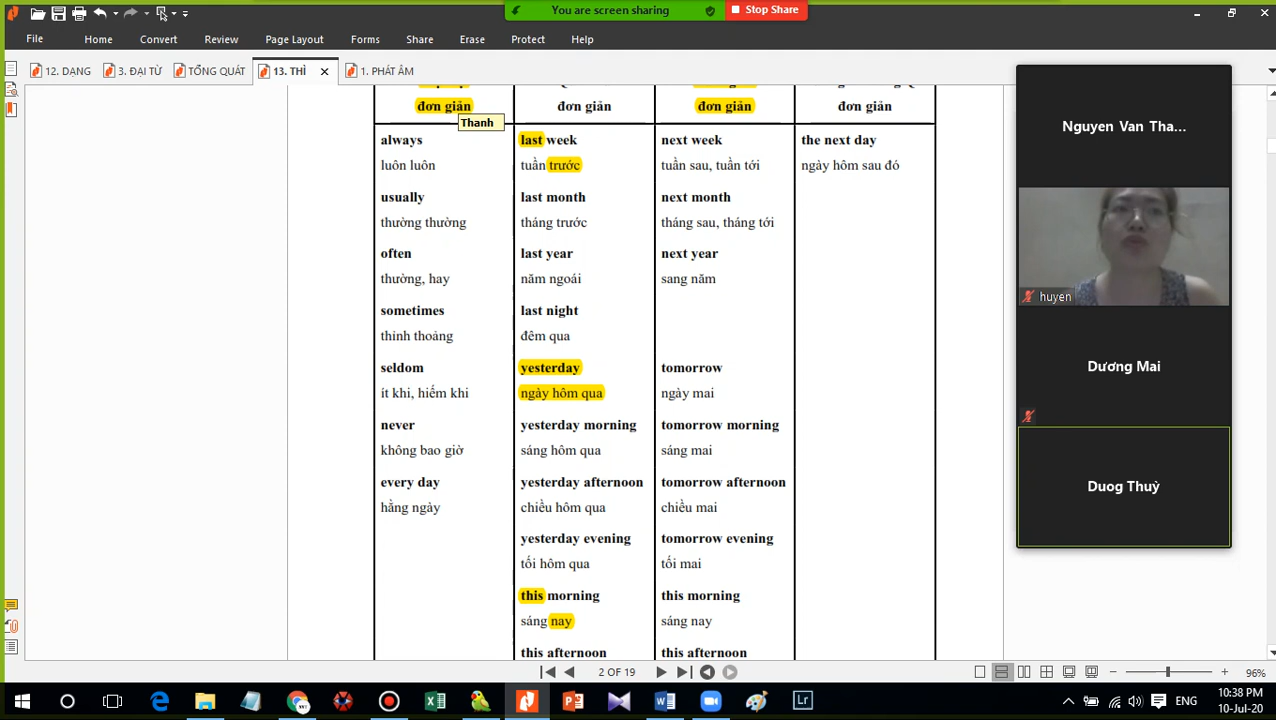 You are screen sharing
Stop Share
File
Home
Convert
Review
Page Layout
Forms
Share
Erase
Protect
Help
12. DẠNG
3. ĐẠI TỪ
TỔNG QUÁT
13. THÌ
1. PHÁT ÂM
đơn giản
đơn giản
đơn giản
đơn giản
Thanh
always
last week
next week
the next day
luôn luôn
tuần trước
tuần sau, tuần tới
ngày hôm sau đó
usually
last month
next month
thường thường
tháng trước
tháng sau, tháng tới
often
last year
next year
thường, hay
năm ngoái
sang năm
sometimes
last night
thỉnh thoảng
đêm qua
seldom
yesterday
tomorrow
ít khi, hiếm khi
ngày hôm qua
ngày mai
never
yesterday morning
tomorrow morning
không bao giờ
sáng hôm qua
sáng mai
every day
yesterday afternoon
tomorrow afternoon
hằng ngày
chiều hôm qua
chiều mai
yesterday evening
tomorrow evening
tối hôm qua
tối mai
this morning
this morning
sáng nay
sáng nay
this afternoon
this afternoon
Nguyen Van Tha...
huyen
Dương Mai
Duog Thuỳ
2 OF 19
96%
Lr
ENG
10:38 PM
10-Jul-20